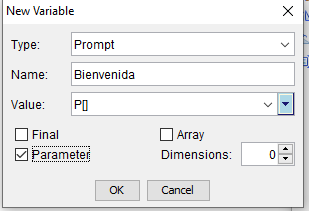 New Variable
Type: Prompt
Name: Bienvenida
Value: P[]
Final Array
Parameter Dimensions: 0
OK Cancel